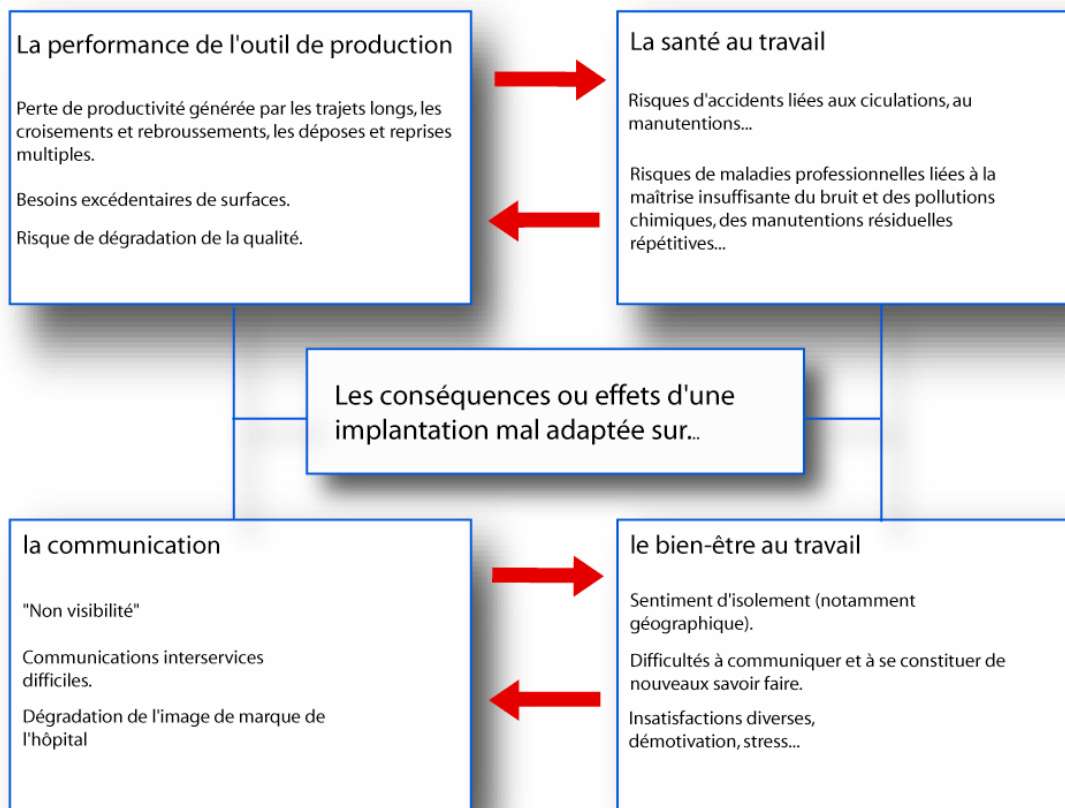 La performance de l'outil de production
Perte de productivité générée par les trajets longs, les
croisements et rebroussements, les déposes et reprises
multiples.
Besoins excédentaires de surfaces.
Risque de dégradation de la qualité.
La santé au travail
Risques d'accidents liées aux ciculations, au
manutentions...
Risques de maladies professionnelles liées à la
maîtrise insuffisante du bruit et des pollutions
chimiques, des manutentions résiduelles
répétitives...
Les conséquences ou effets d'une
implantation mal adaptée sur...
la communication
"Non visibilité"
Communications interservices
difficiles.
Dégradation de l'image de marque de
l'hôpital
le bien-être au travail
Sentiment d'isolement (notamment
géographique).
Difficultés à communiquer et à se constituer de
nouveaux savoir faire.
Insatisfactions diverses,
démotivation, stress...